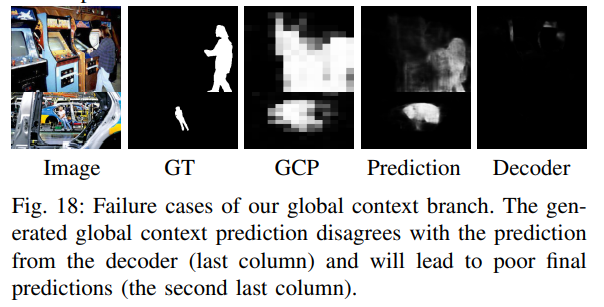 Image GT GCP Prediction Decoder
Fig. 18: Failure cases of our global context branch. The gen-
erated global context prediction disagrees with the prediction
from the decoder (last column) and will lead to poor final
predictions (the second last column).